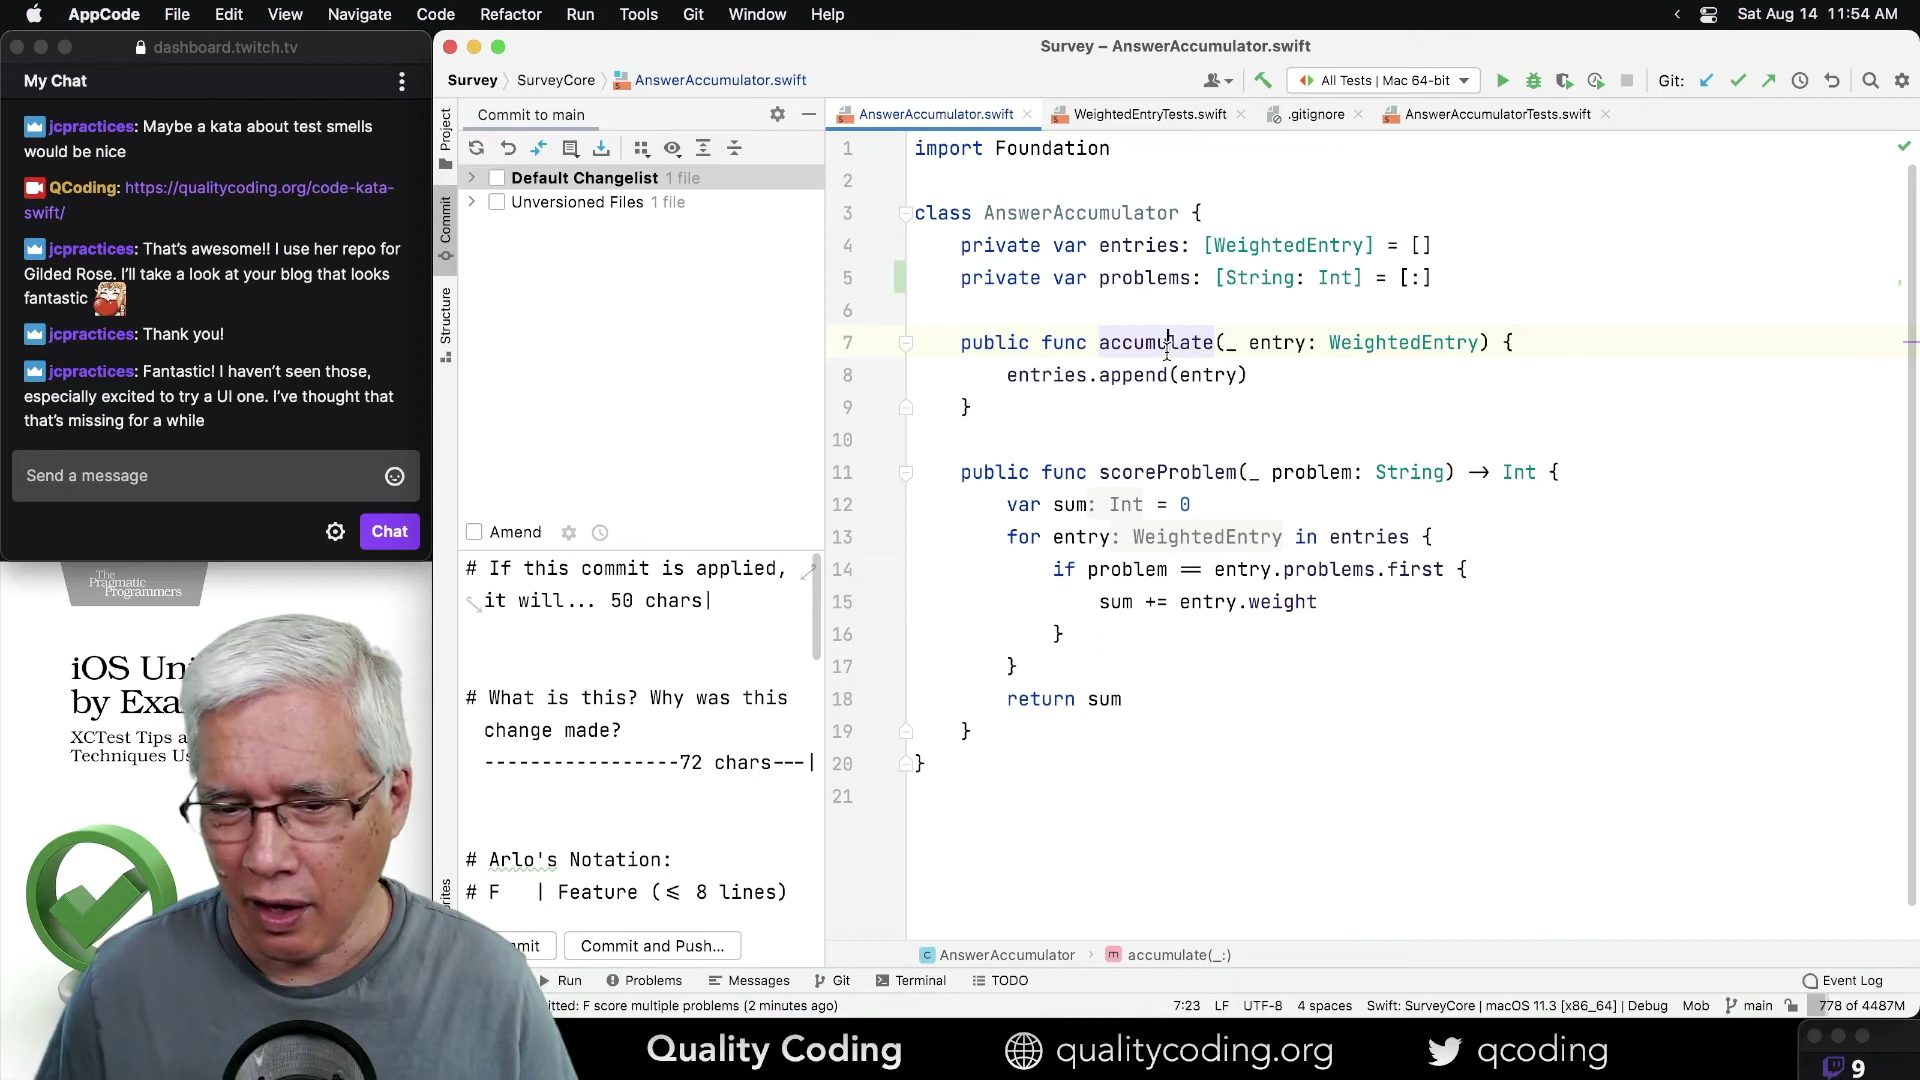 AppCode File Edit View Navigate Code Refactor Run Tools Git Window Help
Sat Aug 14 11:54 AM
dashboard.twitch.tv
My Chat
jcpractices: Maybe a kata about test smells
would be nice
QCoding: https://qualitycoding.org/code-kata-
swift/
jcpractices: That's awesome!! I use her repo for
Gilded Rose. I'll take a look at your blog that looks
fantastic
jcpractices: Thank you!
jcpractices: Fantastic! I haven't seen those,
especially excited to try a UI one. I've thought that
that's missing for a while
Send a message
Chat
The
Pragmatic
Programmers
iOS Uni
by Exa
XCTest Tips a
Techniques Us
Survey – AnswerAccumulator.swift
Survey SurveyCore AnswerAccumulator.swift
All Tests | Mac 64-bit
Git:
Project
Commit
Structure
Commit to main
Default Changelist 1 file
Unversioned Files 1 file
Amend
# If this commit is applied,
it will... 50 chars|
# What is this? Why was this
change made?
-----------------72 chars---|
# Arlo's Notation:
# F | Feature (<= 8 lines)
mmit
Commit and Push...
AnswerAccumulator.swift WeightedEntryTests.swift .gitignore AnswerAccumulatorTests.swift
1 import Foundation
2
3 class AnswerAccumulator {
4 private var entries: [WeightedEntry] = []
5 private var problems: [String: Int] = [:]
6
7 public func accumulate(_ entry: WeightedEntry) {
8 entries.append(entry)
9 }
10
11 public func scoreProblem(_ problem: String) -> Int {
12 var sum: Int = 0
13 for entry: WeightedEntry in entries {
14 if problem == entry.problems.first {
15 sum += entry.weight
16 }
17 }
18 return sum
19 }
20 }
21
AnswerAccumulator accumulate(_:)
Run Problems Messages Git Terminal TODO
Event Log
itted: F score multiple problems (2 minutes ago)
7:23 LF UTF-8 4 spaces Swift: SurveyCore | macOS 11.3 [x86_64] | Debug Mob main 778 of 4487M
Quality Coding qualitycoding.org qcoding
9